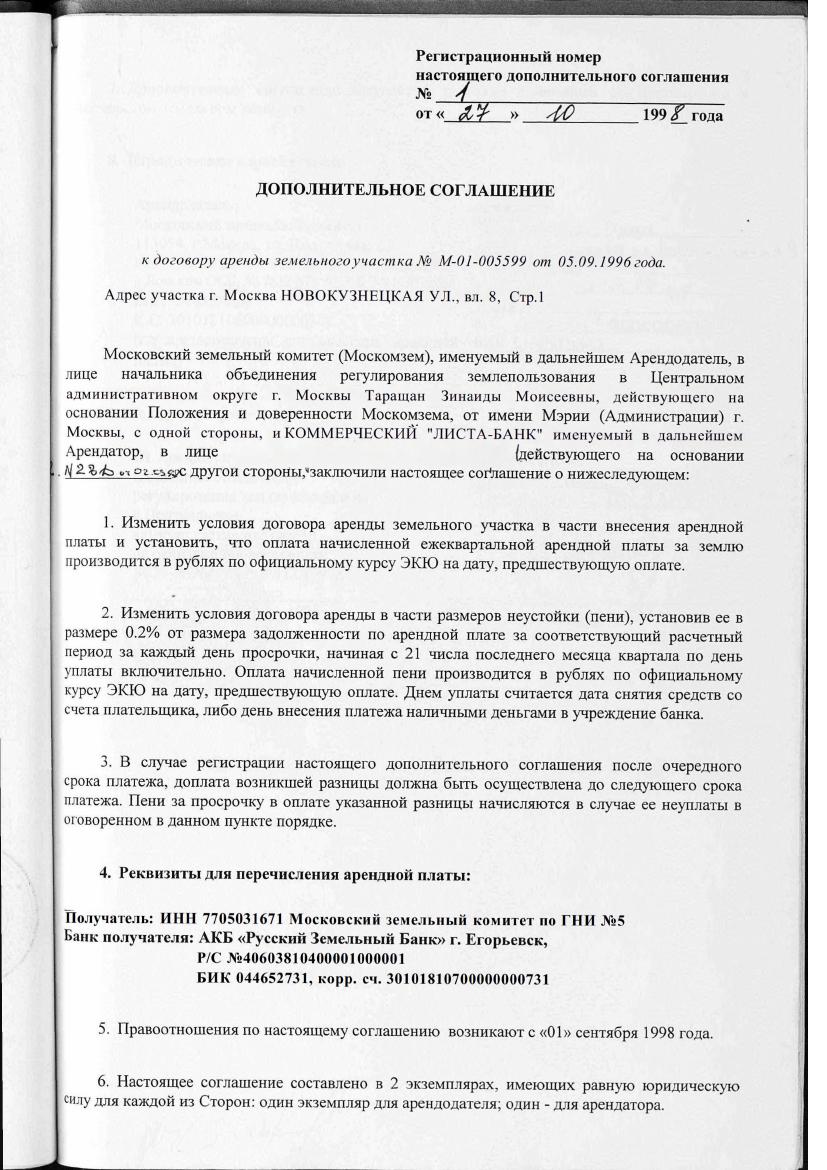 Регистрационный номер
настоящего дополнительного соглашения
№ 1
от « 27 » 10 1998 года
ДОПОЛНИТЕЛЬНОЕ СОГЛАШЕНИЕ
к договору аренды земельного участка № М-01-005599 от 05.09.1996 года.
Адрес участка г. Москва НОВОКУЗНЕЦКАЯ УЛ., вл. 8, Стр.1
Московский земельный комитет (Москомзем), именуемый в дальнейшем Арендодатель, в
лице начальника объединения регулирования землепользования в Центральном
административном округе г. Москвы Таращан Зинаиды Моисеевны, действующего на
основании Положения и доверенности Москомзема, от имени Мэрии (Администрации) г.
Москвы, с одной стороны, и КОММЕРЧЕСКИЙ "ЛИСТА-БАНК" именуемый в дальнейшем
Арендатор, в лице действующего на основании
с другой стороны, заключили настоящее соглашение о нижеследующем:
1. Изменить условия договора аренды земельного участка в части внесения арендной
платы и установить, что оплата начисленной ежеквартальной арендной платы за землю
производится в рублях по официальному курсу ЭКЮ на дату, предшествующую оплате.
2. Изменить условия договора аренды в части размеров неустойки (пени), установив ее в
размере 0.2% от размера задолженности по арендной плате за соответствующий расчетный
период за каждый день просрочки, начиная с 21 числа последнего месяца квартала по день
уплаты включительно. Оплата начисленной пени производится в рублях по официальному
курсу ЭКЮ на дату, предшествующую оплате. Днем уплаты считается дата снятия средств со
счета плательщика, либо день внесения платежа наличными деньгами в учреждение банка.
3. В случае регистрации настоящего дополнительного соглашения после очередного
срока платежа, доплата возникшей разницы должна быть осуществлена до следующего срока
платежа. Пени за просрочку в оплате указанной разницы начисляются в случае ее неуплаты в
оговоренном в данном пункте порядке.
4. Реквизиты для перечисления арендной платы:
Получатель: ИНН 7705031671 Московский земельный комитет по ГНИ №5
Банк получателя: АКБ «Русский Земельный Банк» г. Егорьевск,
Р/С №40603810400001000001
БИК 044652731, корр. сч. 30101810700000000731
5. Правоотношения по настоящему соглашению возникают с «01» сентября 1998 года.
6. Настоящее соглашение составлено в 2 экземплярах, имеющих равную юридическую
силу для каждой из Сторон: один экземпляр для арендодателя; один - для арендатора.